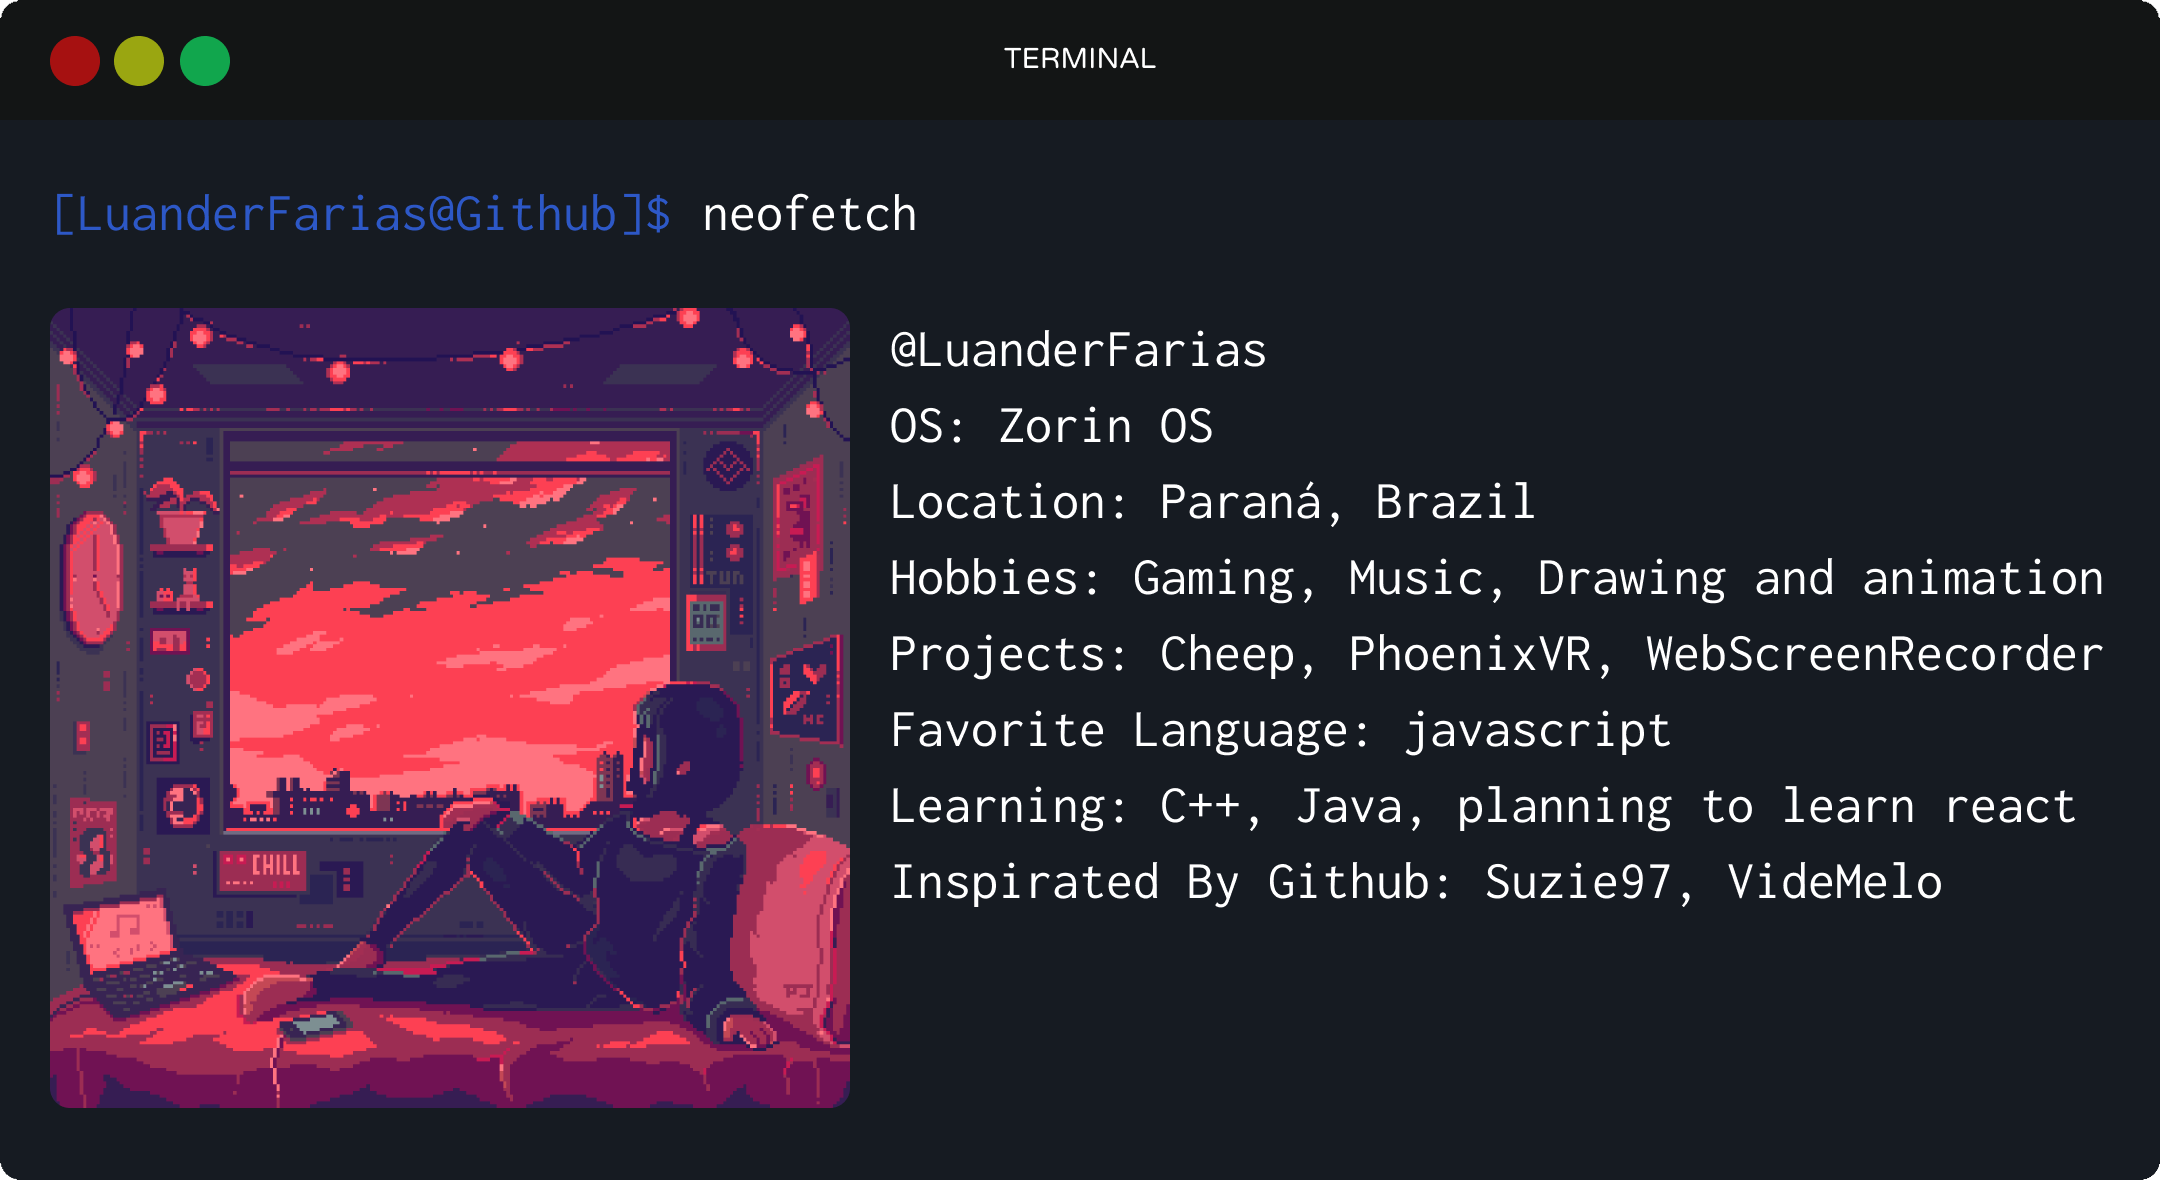 TERMINAL
[LuanderFarias@Github]$ neofetch
@LuanderFarias
OS: Zorin OS
Location: Paraná, Brazil
Hobbies: Gaming, Music, Drawing and animation
Projects: Cheep, PhoenixVR, WebScreenRecorder
Favorite Language: javascript
Learning: C++, Java, planning to learn react
Inspirated By Github: Suzie97, VideMelo
CHILL